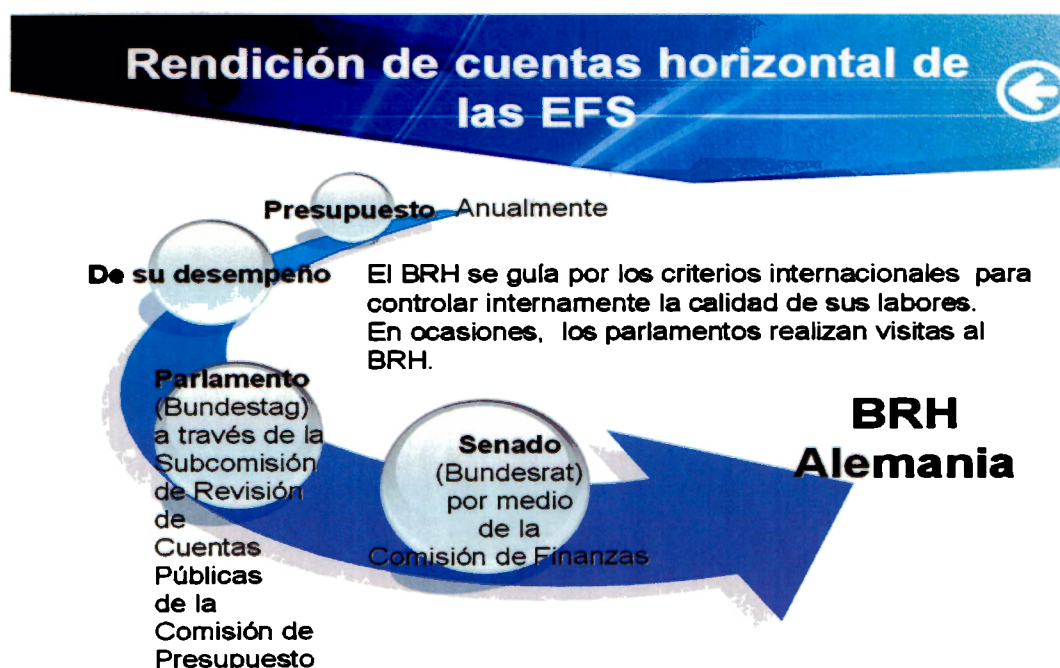 Rendición de cuentas horizontal de
las EFS
Presupuesto Anualmente
De su desempeño
El BRH se guía por los criterios internacionales para
controlar internamente la calidad de sus labores.
En ocasiones, los parlamentos realizan visitas al
BRH.
Parlamento
(Bundestag)
a través de la
Subcomisión
de Revisión
de
Cuentas
Públicas
de la
Comisión de
Presupuesto
Senado
(Bundesrat)
por medio
de la
Comisión de Finanzas
BRH
Alemania